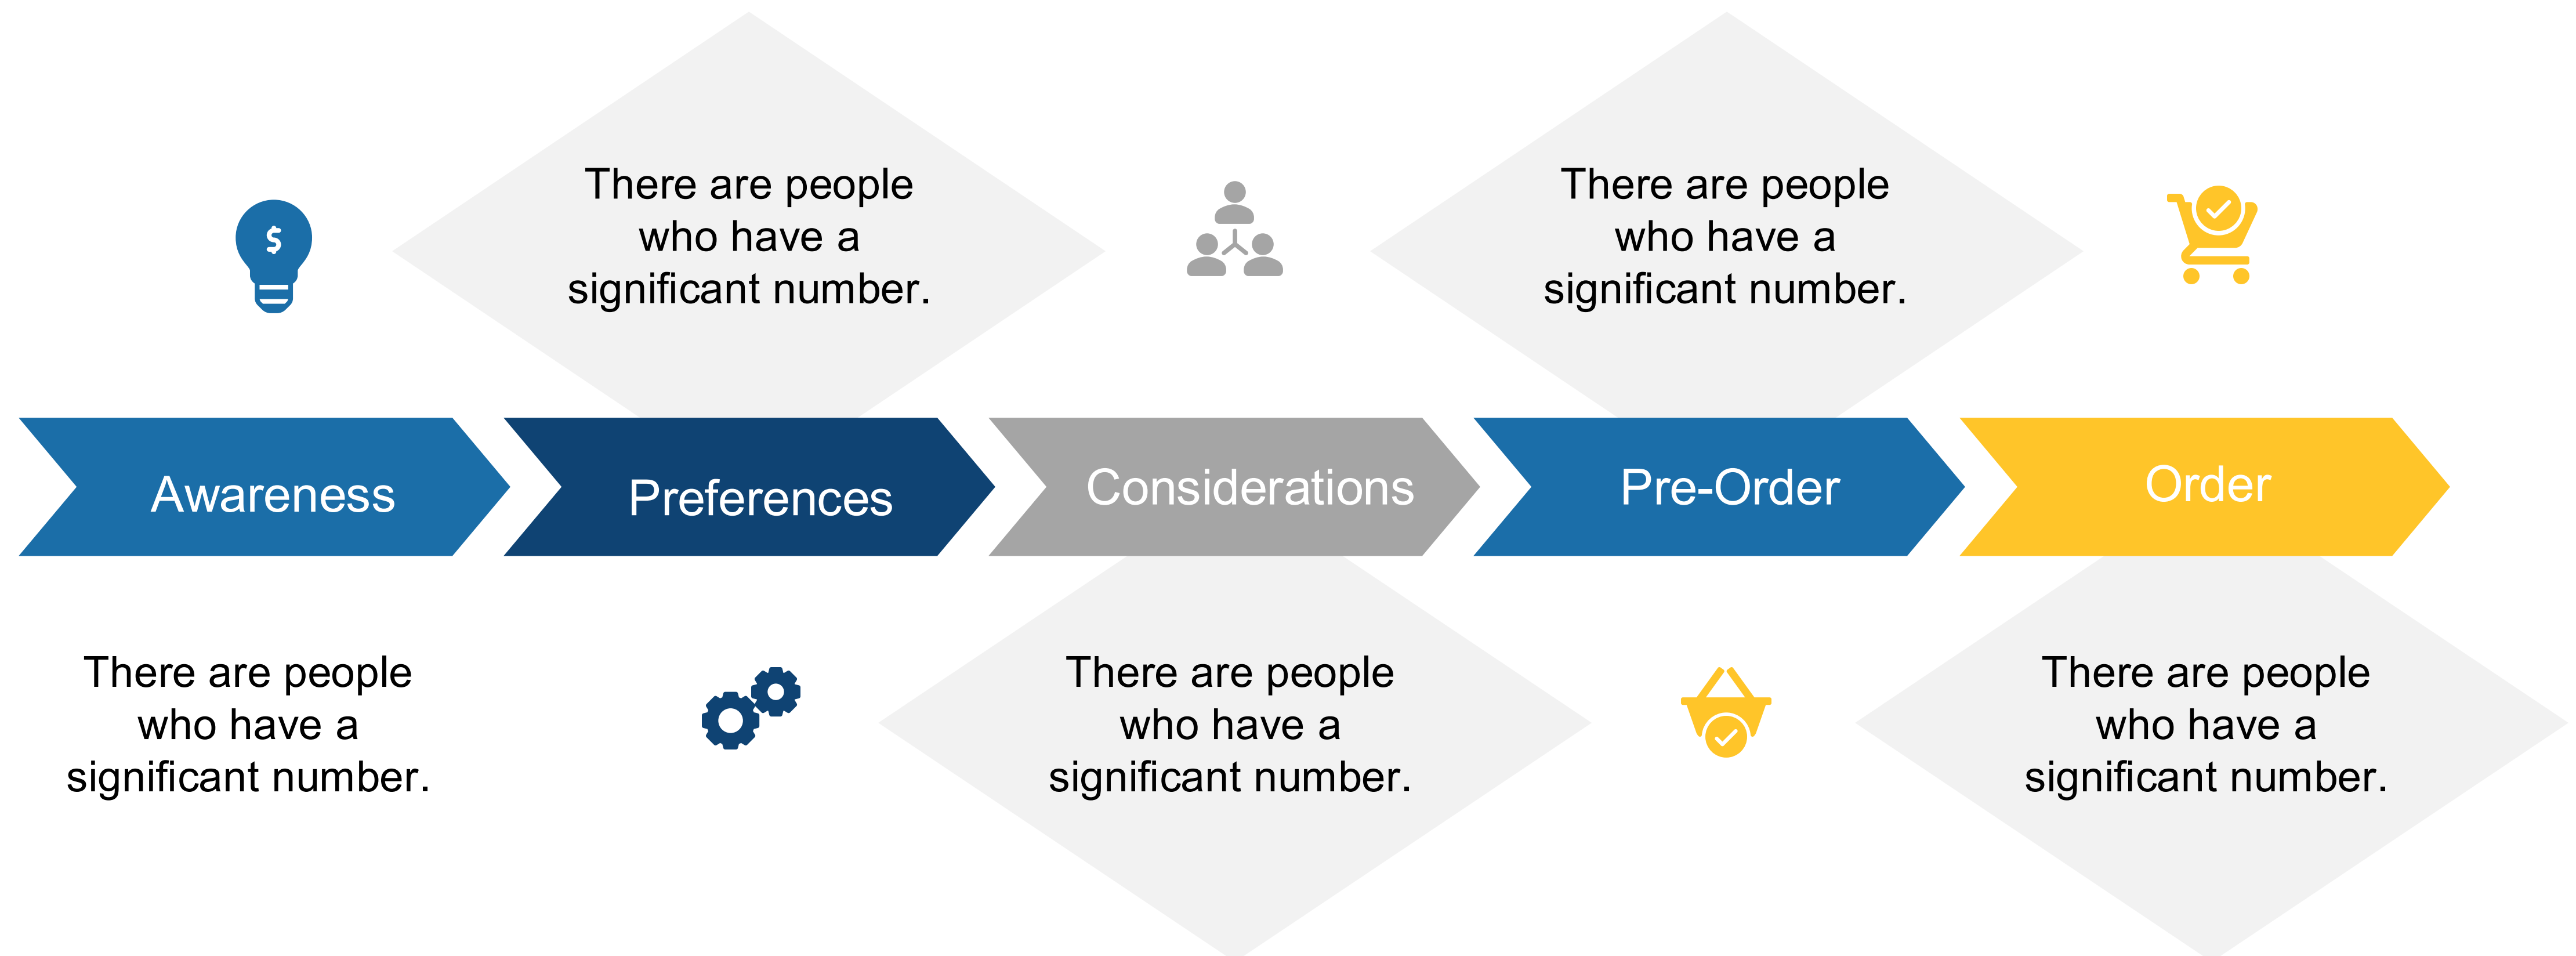 There are people
who have a
significant number.
There are people
who have a
significant number.
$
Awareness
Preferences
Considerations
Pre-Order
Order
There are people
who have a
significant number.
There are people
who have a
significant number.
There are people
who have a
significant number.